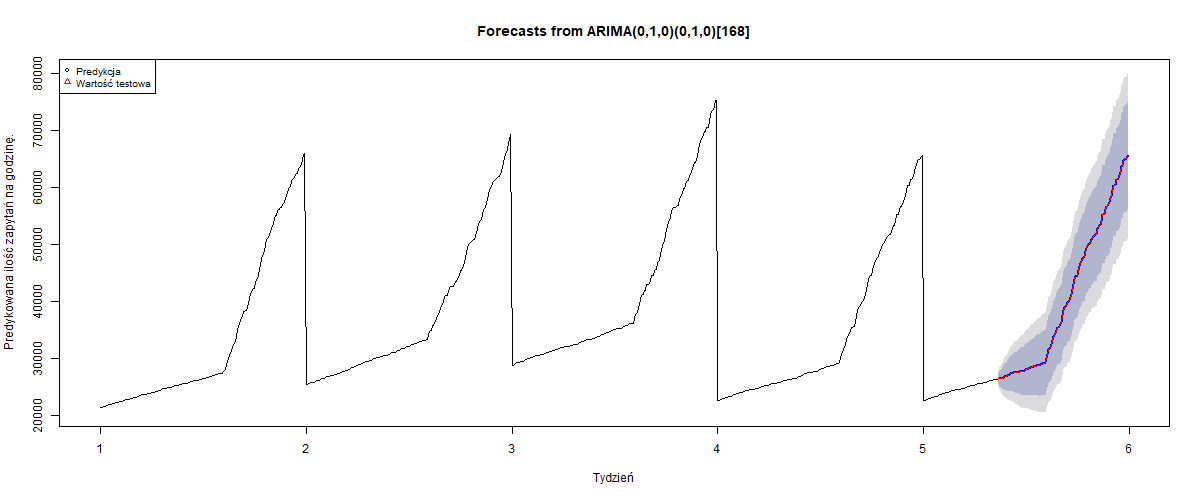 Forecasts from ARIMA(0,1,0)(0,1,0)[168]
Predykcja
Wartość testowa
Predykowana ilość zapytań na godzinę.
80000
70000
60000
50000
40000
30000
20000
1 2 3 4 5 6
Tydzień